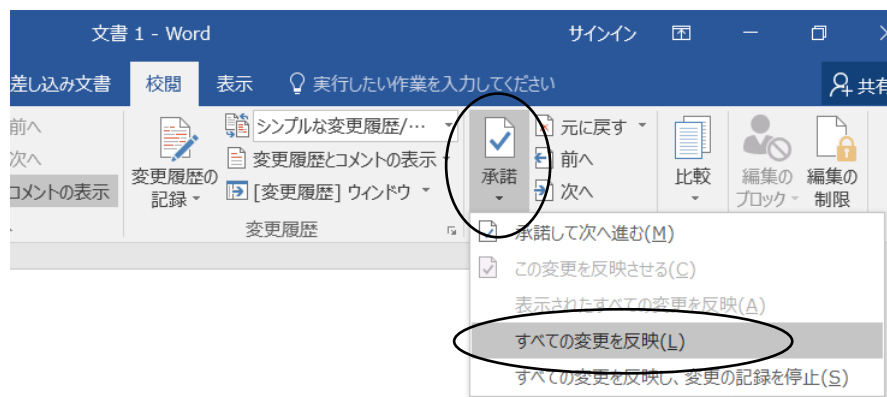 文書 1 - Word サインイン
差し込み文書 校閲 表示 実行したい作業を入力してください 共有
前へ
次へ
コメントの表示
変更履歴の
記録
シンプルな変更履歴/…
変更履歴とコメントの表示
[変更履歴] ウィンドウ
変更履歴
承諾
元に戻す
前へ
次へ
比較
編集の
ブロック
編集の
制限
承諾して次へ進む(M)
この変更を反映させる(C)
表示されたすべての変更を反映(A)
すべての変更を反映(L)
すべての変更を反映し、変更の記録を停止(S)